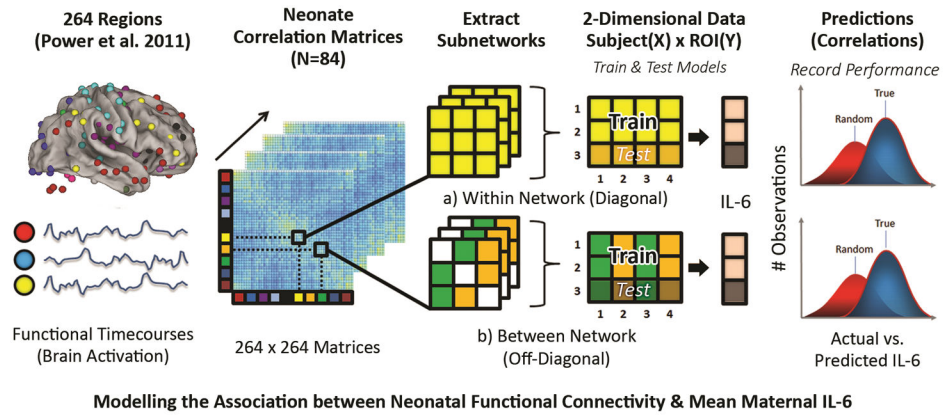 264 Regions
(Power et al. 2011)
Functional Timecourses
(Brain Activation)
Neonate
Correlation Matrices
(N=84)
264 x 264 Matrices
Extract
Subnetworks
a) Within Network (Diagonal)
b) Between Network
(Off-Diagonal)
2-Dimensional Data
Subject(X) x ROI(Y)
Train & Test Models
1
2
3
Train
Test
1 2 3 4
IL-6
1
2
3
Train
Test
1 2 3 4
Predictions
(Correlations)
Record Performance
# Observations
True
Random
True
Random
Actual vs.
Predicted IL-6
Modelling the Association between Neonatal Functional Connectivity & Mean Maternal IL-6